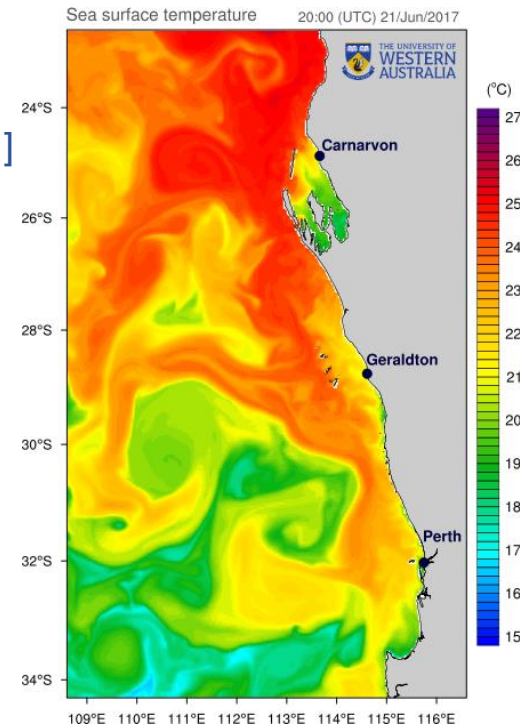 Sea surface temperature 20:00 (UTC) 21/Jun/2017
THE UNIVERSITY OF
WESTERN
AUSTRALIA
(°C)
]
24°S
26°S
28°S
30°S
32°S
34°S
Carnarvon
Geraldton
Perth
27
26
25
24
23
22
21
20
19
18
17
16
15
109°E 110°E 111°E 112°E 113°E 114°E 115°E 116°E